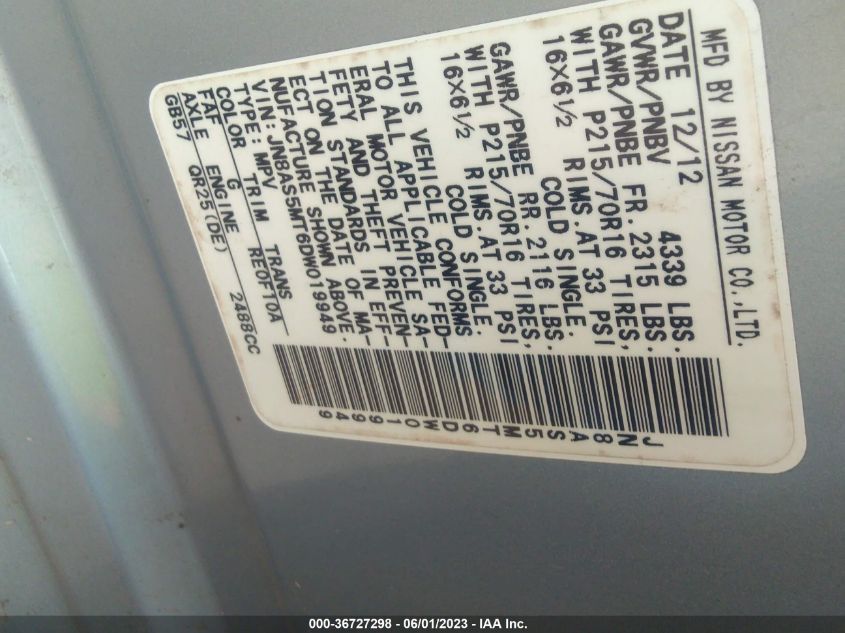 MFD BY NISSAN MOTOR CO.,LTD.
DATE 12/12
GVWR/PNBV 4339 LBS.
GAWR/PNBE FR. 2315 LBS.
WITH P215/70R16 TIRES,
16×6½ RIMS.AT 33 PSI
COLD SINGLE.
GAWR/PNBE RR. 2116 LBS.
WITH P215/70R16 TIRES,
16×6½ RIMS.AT 33 PSI
COLD SINGLE.
THIS VEHICLE CONFORMS
TO ALL APPLICABLE FED-
ERAL MOTOR VEHICLE SA-
FETY AND THEFT PREVEN-
TION STANDARDS IN EFF-
ECT ON THE DATE OF MA-
NUFACTURE SHOWN ABOVE.
VIN: JN8AS5MT6DW019949
TYPE: MPV
COLOR TRIM TRANS
FAF G RE0F10A
AXLE ENGINE
GB57 QR25(DE) 2488CC
JN8AS5MT6DW019949
000-36727298 - 06/01/2023 - IAA Inc.